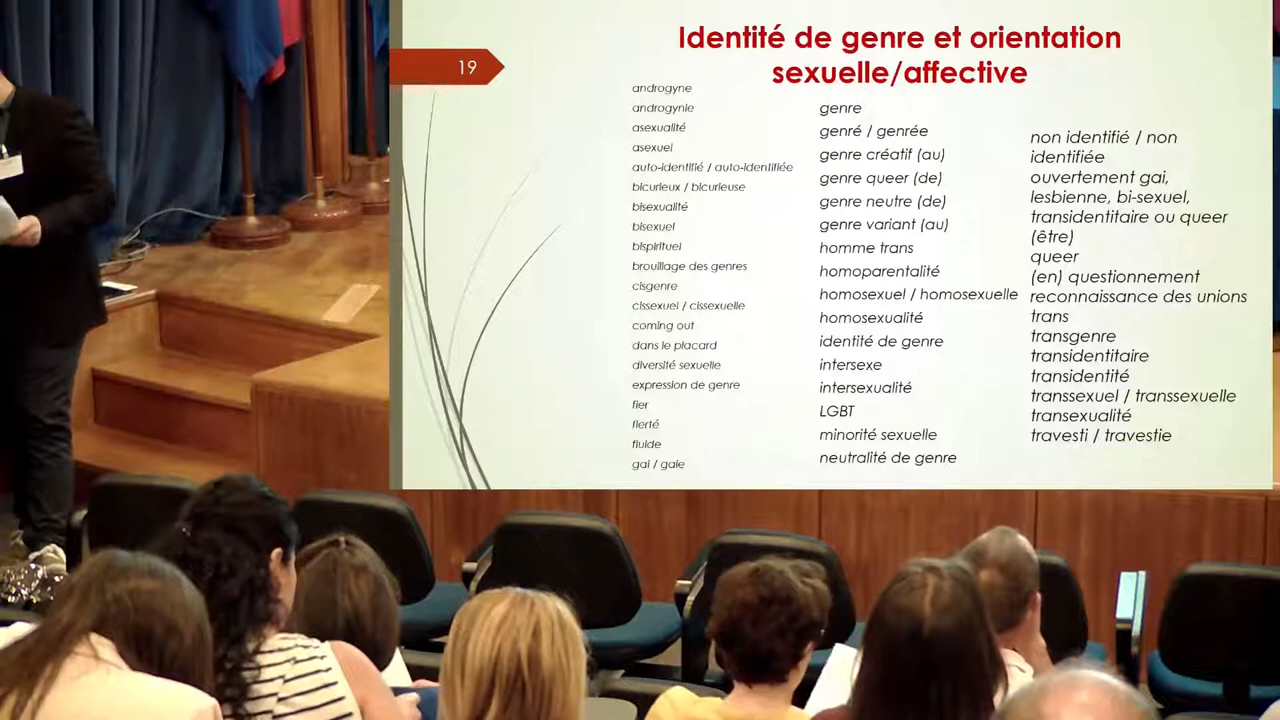 19
Identité de genre et orientation
sexuelle/affective
androgyne
androgynie
asexualité
asexuel
auto-identifié / auto-identifiée
bicurieux / bicurieuse
bisexualité
bisexuel
bispirituel
brouillage des genres
cisgenre
cissexuel / cissexuelle
coming out
dans le placard
diversité sexuelle
expression de genre
fier
fierté
fluide
gai / gaie
genre
genré / genrée
genre créatif (au)
genre queer (de)
genre neutre (de)
genre variant (au)
homme trans
homoparentalité
homosexuel / homosexuelle
homosexualité
identité de genre
intersexe
intersexualité
LGBT
minorité sexuelle
neutralité de genre
non identifié / non
identifiée
ouvertement gai,
lesbienne, bi-sexuel,
transidentitaire ou queer
(être)
queer
(en) questionnement
reconnaissance des unions
trans
transgenre
transidentitaire
transidentité
transsexuel / transsexuelle
transexualité
travesti / travestie